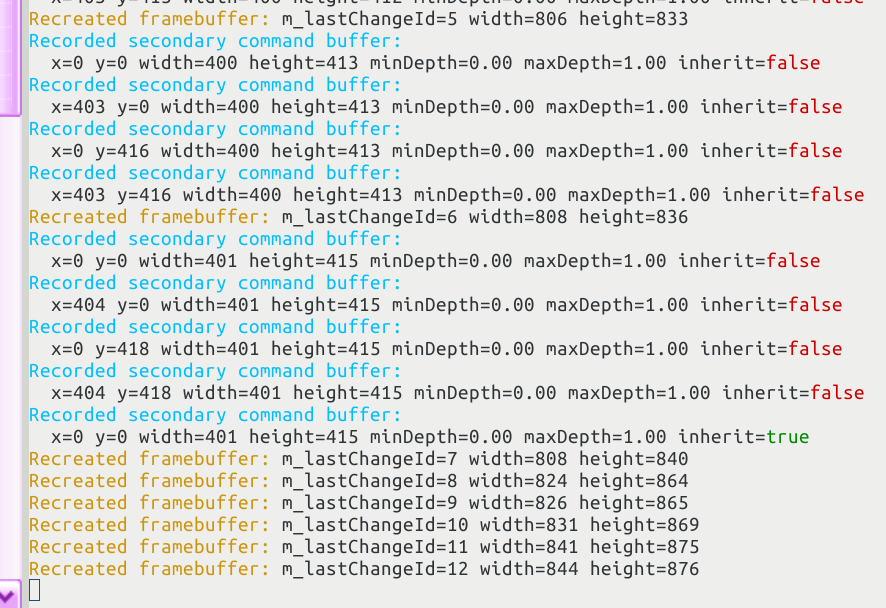 x=403 y=415 width=400 height=412 minDepth=0.00 maxDepth=1.00 inherit=false
Recreated framebuffer: m_lastChangeId=5 width=806 height=833
Recorded secondary command buffer:
  x=0 y=0 width=400 height=413 minDepth=0.00 maxDepth=1.00 inherit=false
Recorded secondary command buffer:
  x=403 y=0 width=400 height=413 minDepth=0.00 maxDepth=1.00 inherit=false
Recorded secondary command buffer:
  x=0 y=416 width=400 height=413 minDepth=0.00 maxDepth=1.00 inherit=false
Recorded secondary command buffer:
  x=403 y=416 width=400 height=413 minDepth=0.00 maxDepth=1.00 inherit=false
Recreated framebuffer: m_lastChangeId=6 width=808 height=836
Recorded secondary command buffer:
  x=0 y=0 width=401 height=415 minDepth=0.00 maxDepth=1.00 inherit=false
Recorded secondary command buffer:
  x=404 y=0 width=401 height=415 minDepth=0.00 maxDepth=1.00 inherit=false
Recorded secondary command buffer:
  x=0 y=418 width=401 height=415 minDepth=0.00 maxDepth=1.00 inherit=false
Recorded secondary command buffer:
  x=404 y=418 width=401 height=415 minDepth=0.00 maxDepth=1.00 inherit=false
Recorded secondary command buffer:
  x=0 y=0 width=401 height=415 minDepth=0.00 maxDepth=1.00 inherit=true
Recreated framebuffer: m_lastChangeId=7 width=808 height=840
Recreated framebuffer: m_lastChangeId=8 width=824 height=864
Recreated framebuffer: m_lastChangeId=9 width=826 height=865
Recreated framebuffer: m_lastChangeId=10 width=831 height=869
Recreated framebuffer: m_lastChangeId=11 width=841 height=875
Recreated framebuffer: m_lastChangeId=12 width=844 height=876